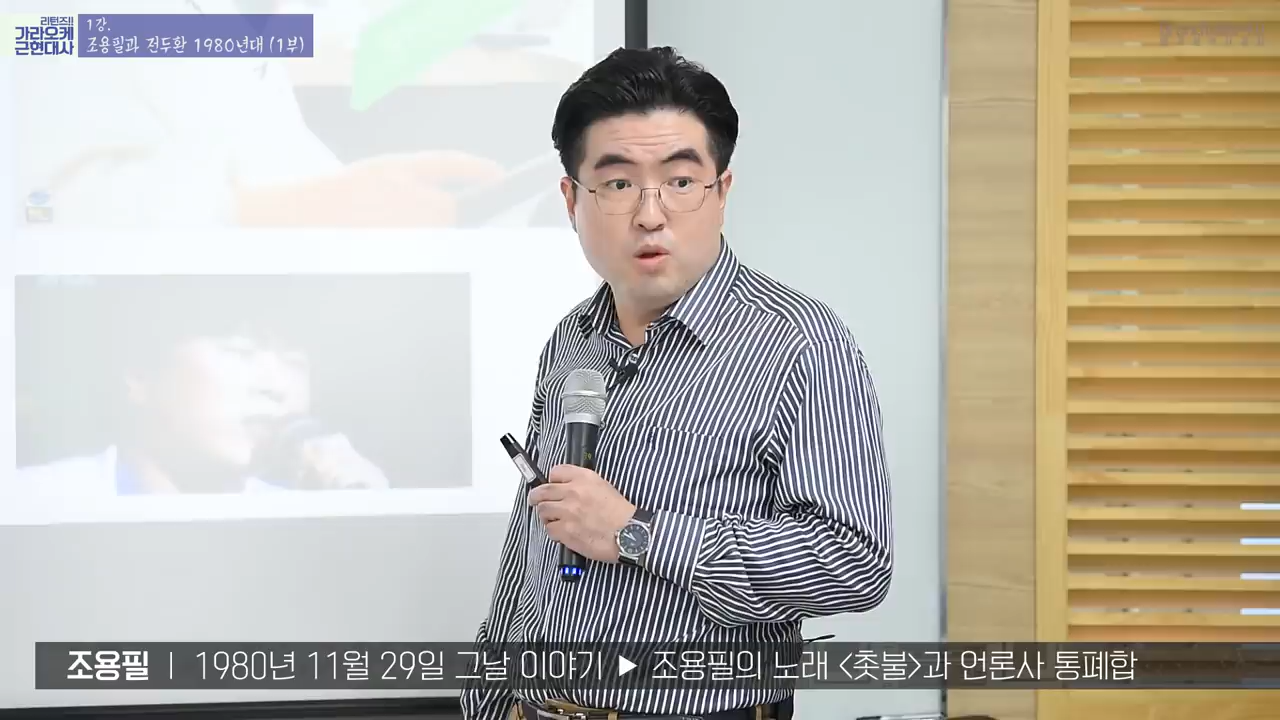 리턴즈!!
가라오케
근현대사
1강.
조용필과 전두환 1980년대 (1부)
조용필 | 1980년 11월 29일 그날 이야기 ▶ 조용필의 노래 <촛불>과 언론사 통폐합